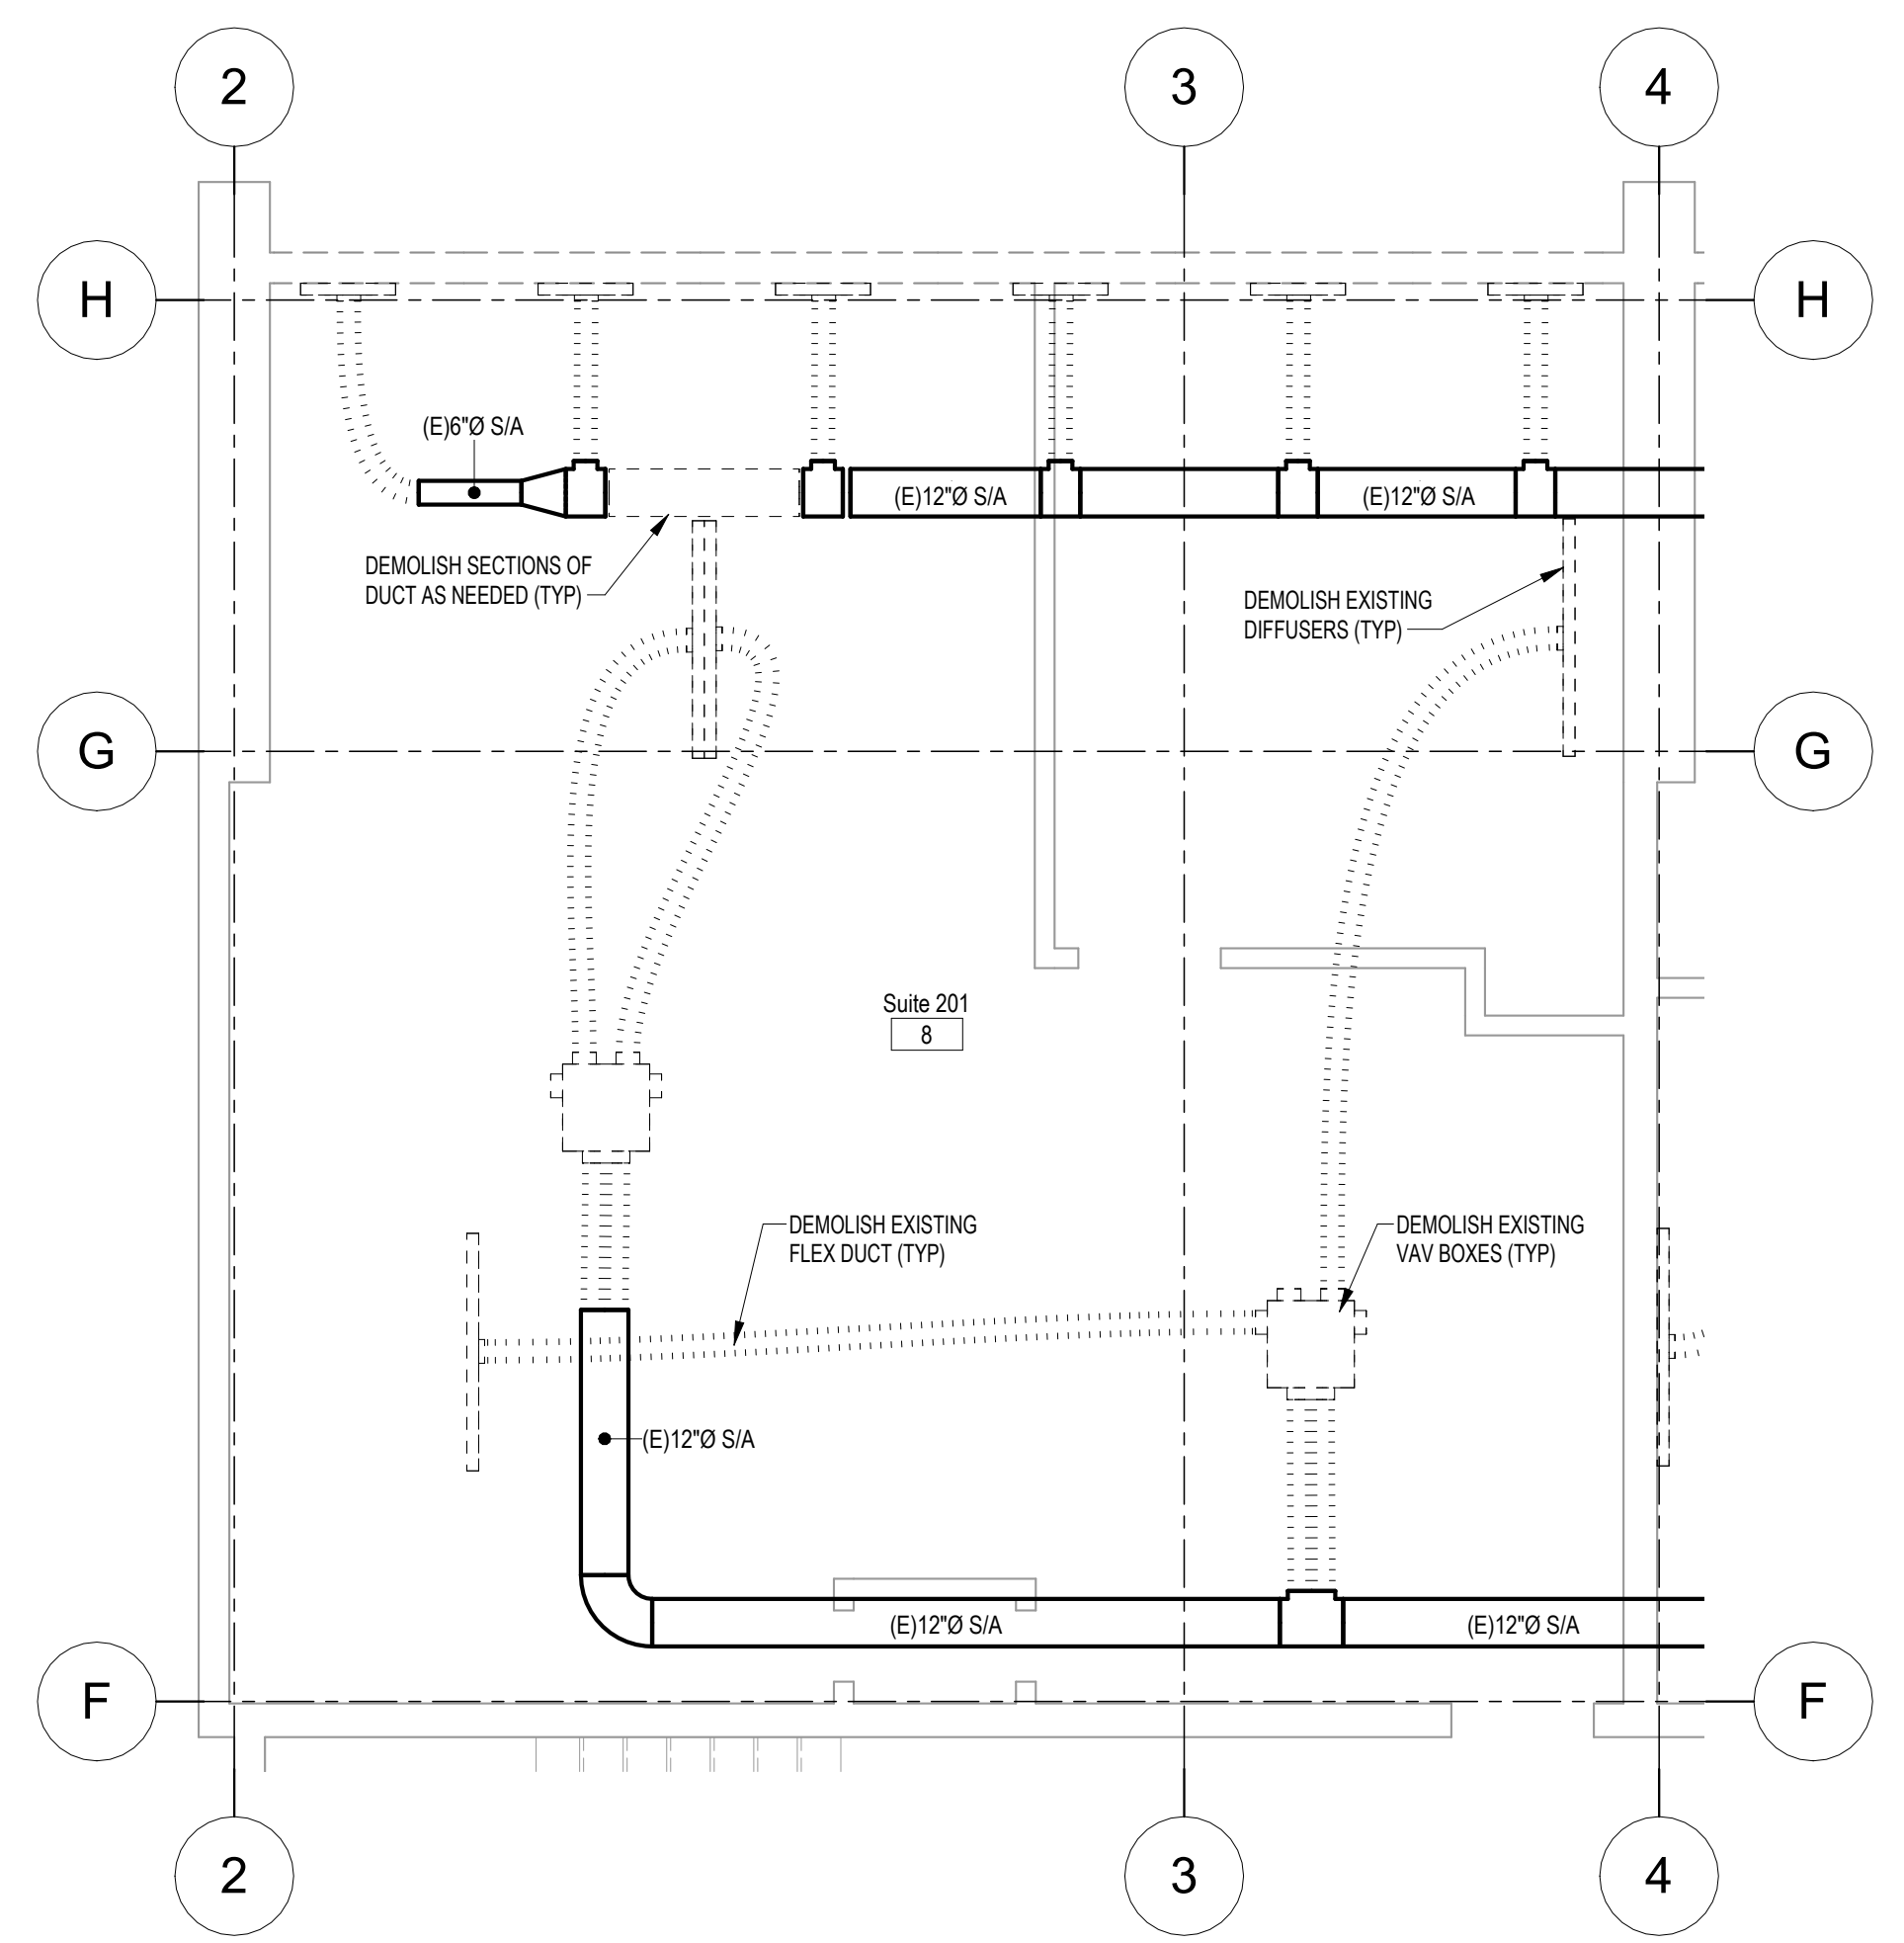 2
3
4
H
H
(E)6"Ø S/A
(E)12"Ø S/A
(E)12"Ø S/A
DEMOLISH SECTIONS OF
DUCT AS NEEDED (TYP)
DEMOLISH EXISTING
DIFFUSERS (TYP)
G
G
Suite 201
8
DEMOLISH EXISTING
FLEX DUCT (TYP)
DEMOLISH EXISTING
VAV BOXES (TYP)
(E)12"Ø S/A
(E)12"Ø S/A
(E)12"Ø S/A
F
F
2
3
4